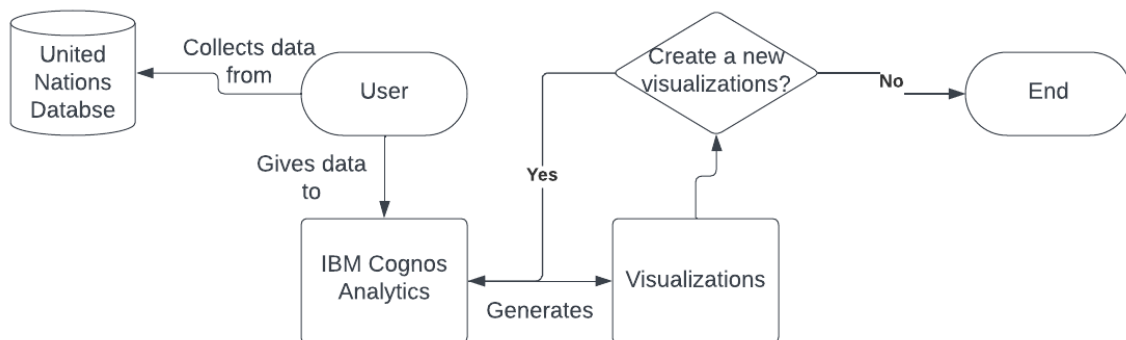 United
Nations
Databse
Collects data
from
User
Create a new
visualizations?
No
End
Gives data
to
Yes
IBM Cognos
Analytics
Generates
Visualizations